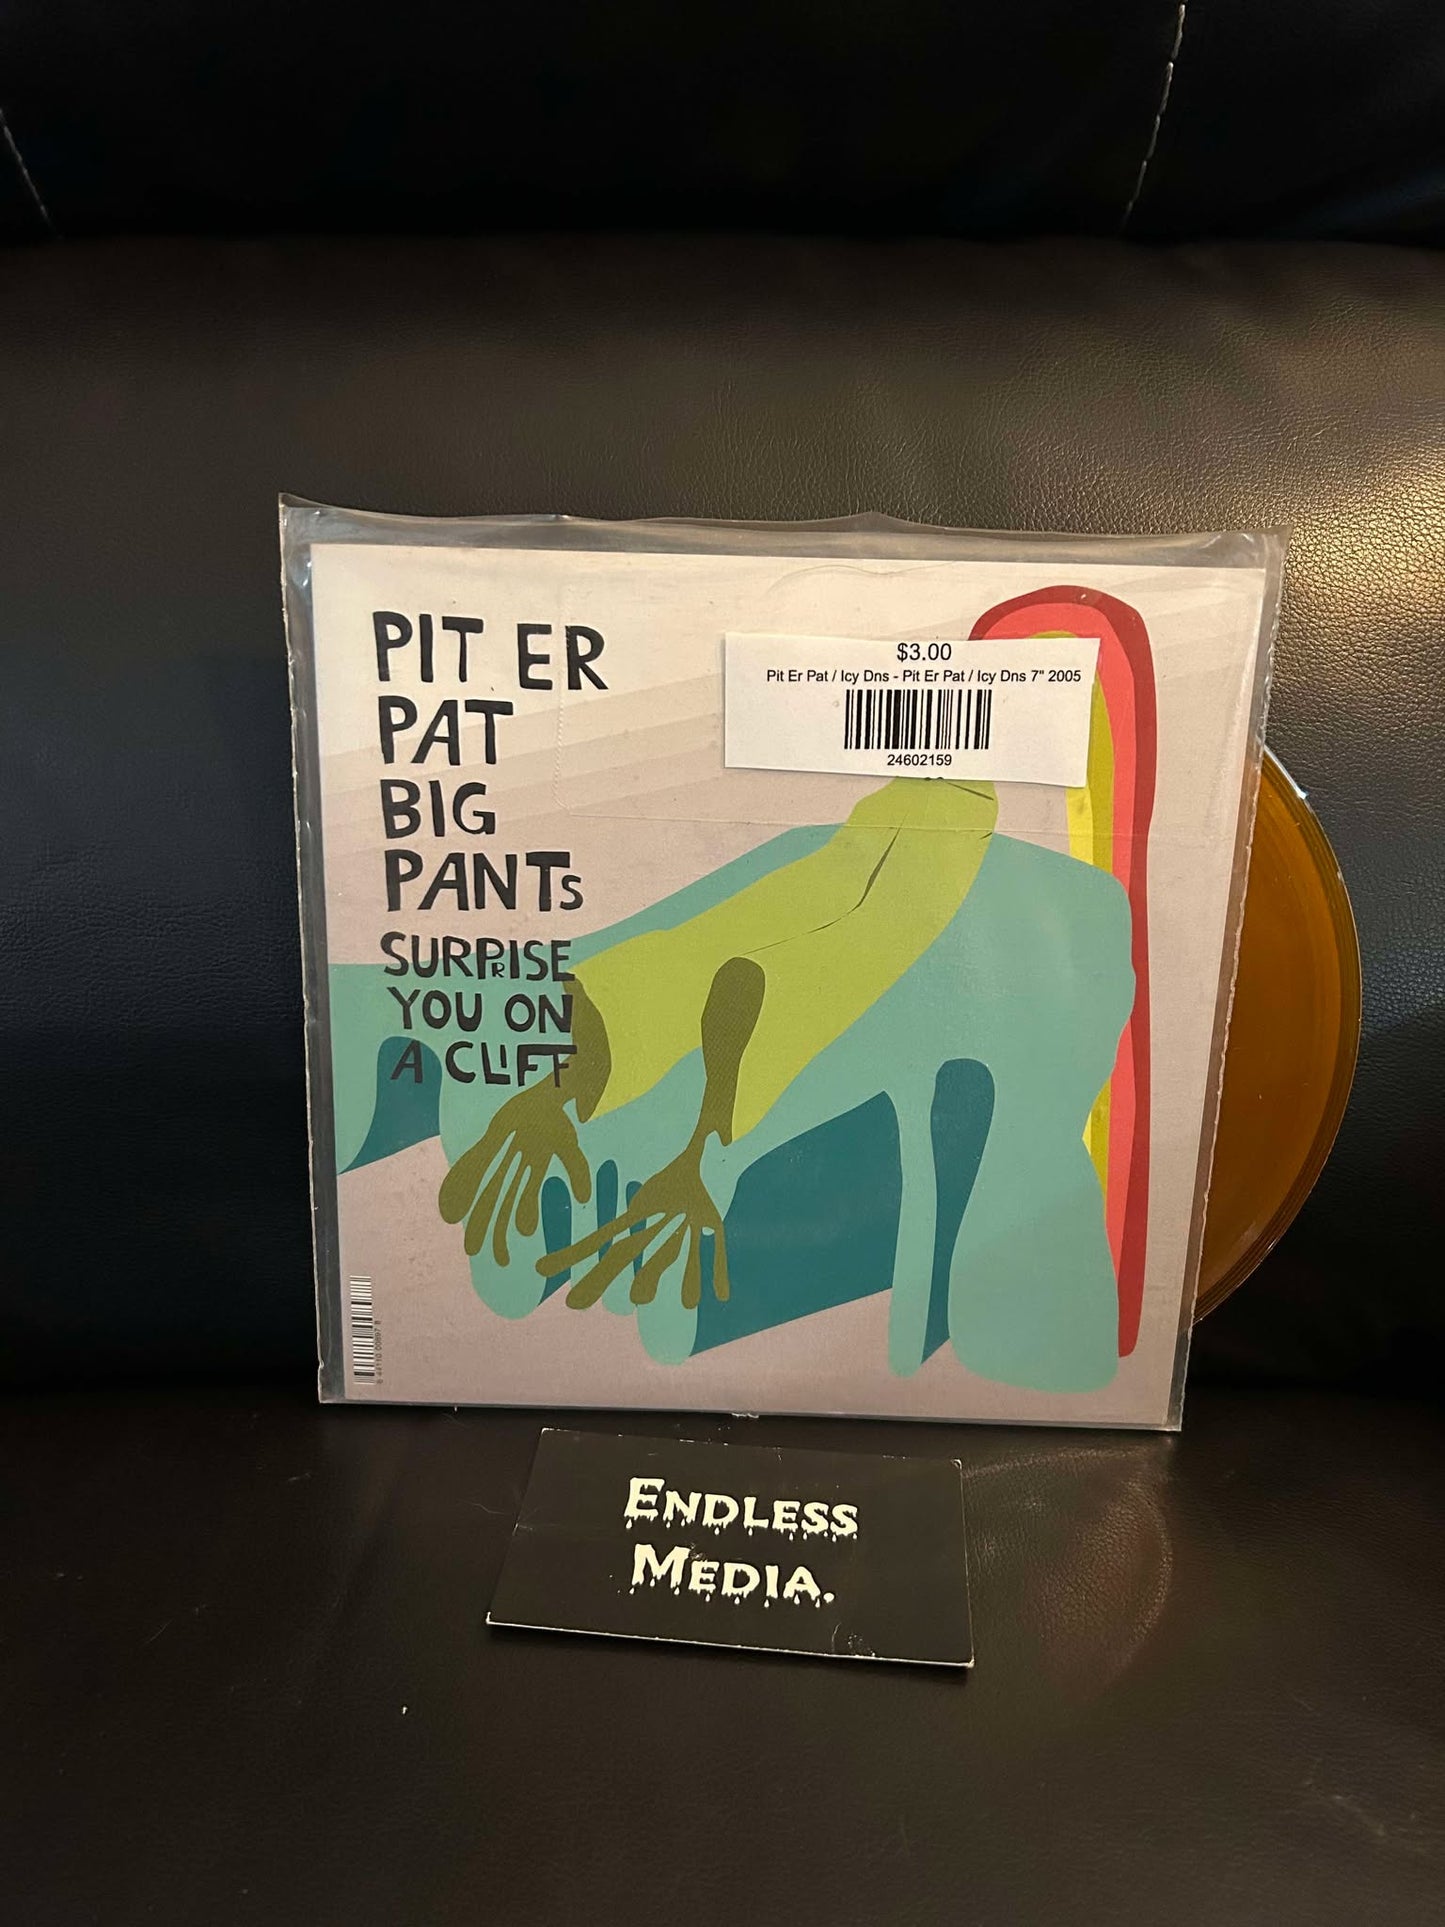 PIT ER
PAT
BIG
PANTS
SURPRISE
YOU ON
A CLIFF
$3.00
Pit Er Pat / Icy Dns - Pit Er Pat / Icy Dns 7" 2005
24602159
ENDLESS
MEDIA.